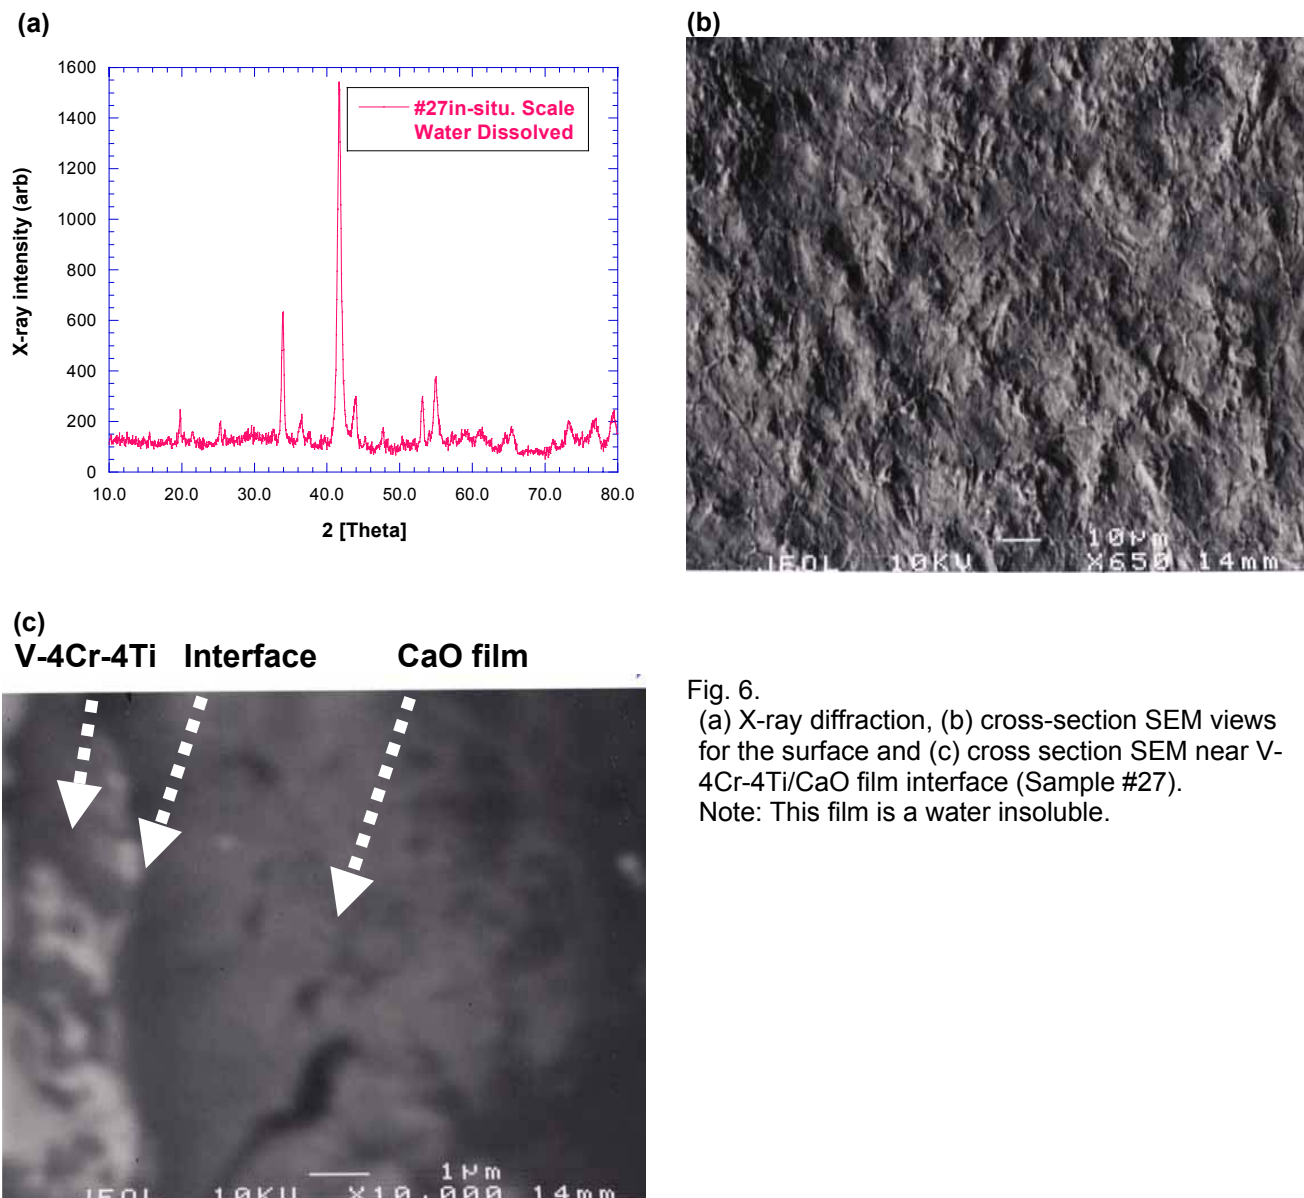 (a)
1600
1400
1200
1000
800
600
400
200
0
X-ray intensity (arb)
10.0 20.0 30.0 40.0 50.0 60.0 70.0 80.0
2 [Theta]
#27in-situ. Scale
Water Dissolved
(b)
10µm
JEOL 10KV X650 14mm
(c)
V-4Cr-4Ti Interface CaO film
1µm
JEOL 10KV X10,000 14mm
Fig. 6.
(a) X-ray diffraction, (b) cross-section SEM views
for the surface and (c) cross section SEM near V-
4Cr-4Ti/CaO film interface (Sample #27).
Note: This film is a water insoluble.